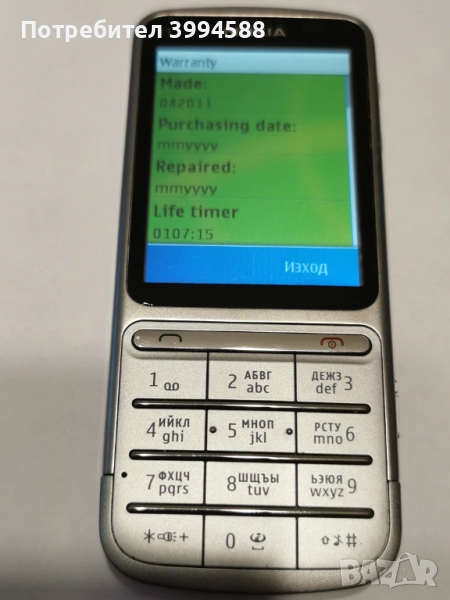 Потребител 3994588
Warranty
Made:
042011
Purchasing date:
mmyyyy
Repaired:
mmyyyy
Life timer
0107:15
Изход
1 2 АБВГ abc ДЕЖЗ def 3
4 ИЙКЛ ghi 5 МНОП jkl РСТУ mno 6
7 ФХЦЧ pqrs 8 ШЩЪЫ tuv ЬЭЮЯ wxyz 9
* + 0 #
BAZAR